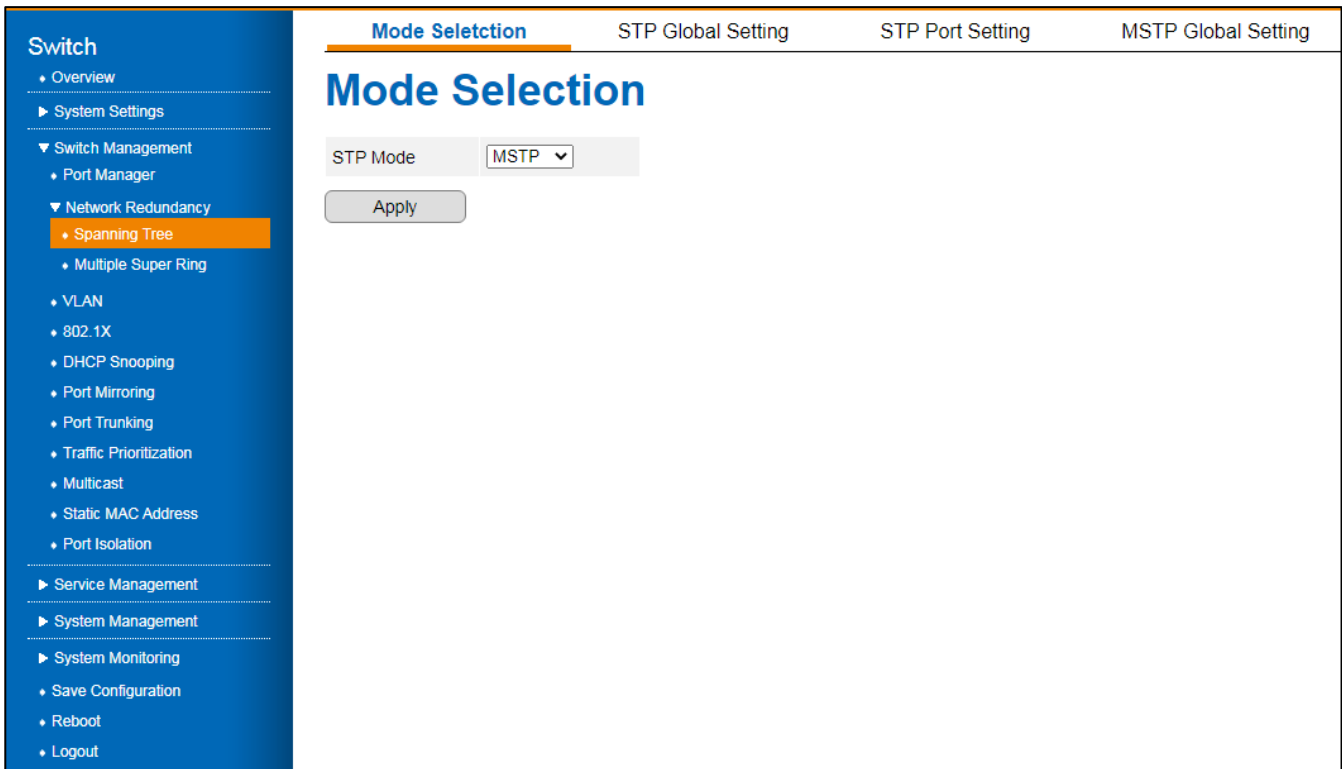 Switch
Overview
System Settings
Switch Management
Port Manager
Network Redundancy
Spanning Tree
Multiple Super Ring
VLAN
802.1X
DHCP Snooping
Port Mirroring
Port Trunking
Traffic Prioritization
Multicast
Static MAC Address
Port Isolation
Service Management
System Management
System Monitoring
Save Configuration
Reboot
Logout
Mode Seletction STP Global Setting STP Port Setting MSTP Global Setting
Mode Selection
STP Mode MSTP
Apply